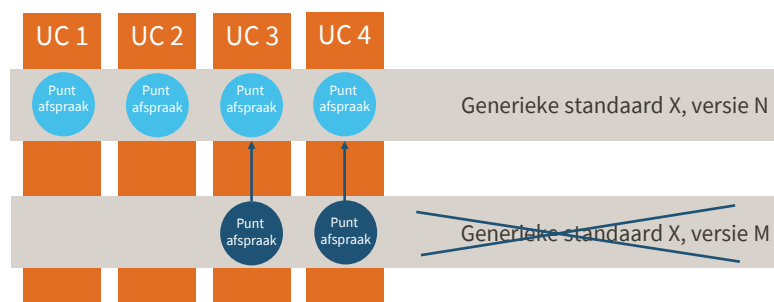 UC 1
UC 2
UC 3
UC 4
Punt
afspraak
Punt
afspraak
Punt
afspraak
Punt
afspraak
Generieke standaard X, versie N
Punt
afspraak
Punt
afspraak
Generieke standaard X, versie M